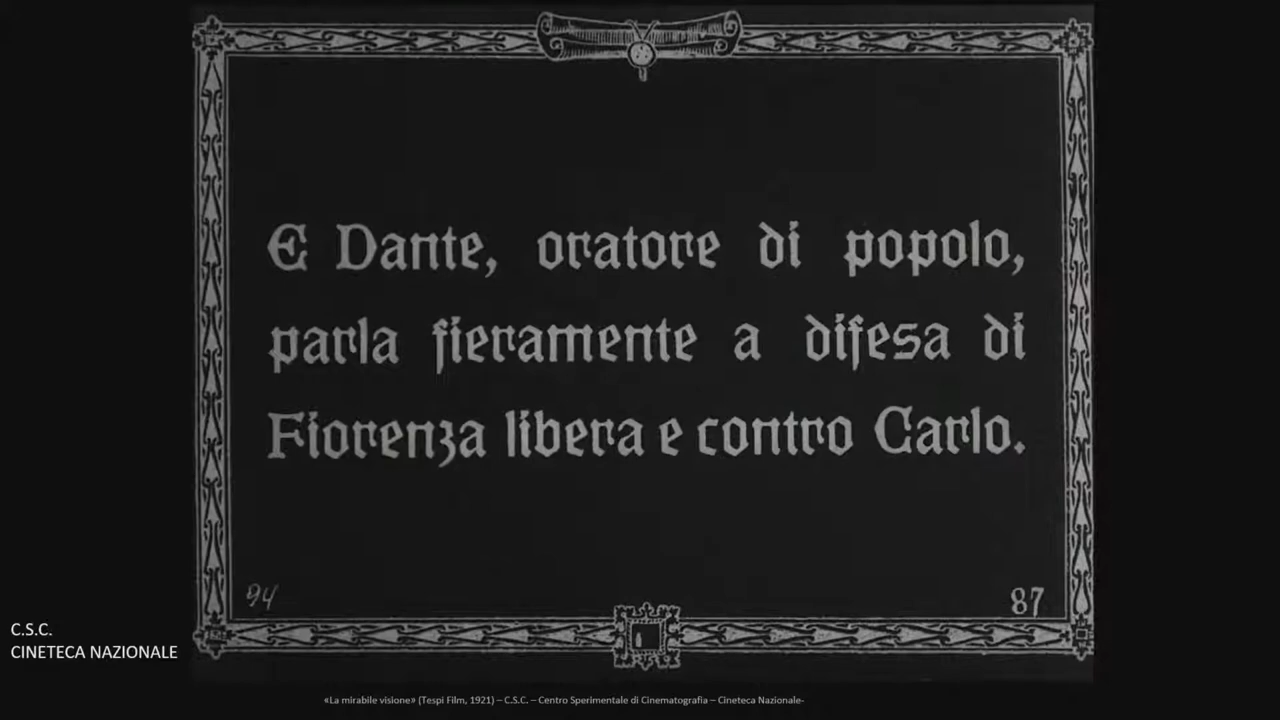 E Dante, oratore di popolo,
parla fieramente a difesa di
Fiorenza libera e contro Carlo.
94
87
C.S.C.
CINETECA NAZIONALE
«La mirabile visione» (Tespi Film, 1921) – C.S.C. – Centro Sperimentale di Cinematografia – Cineteca Nazionale-